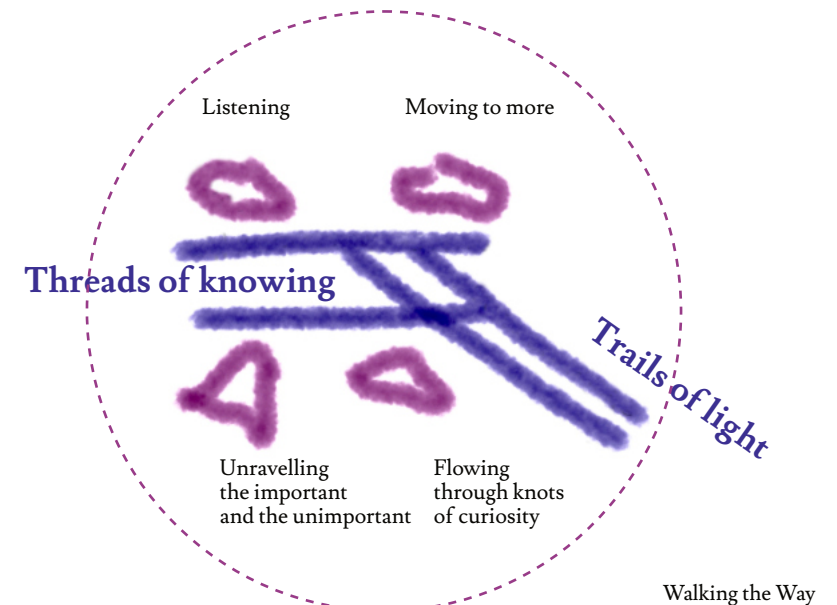 Listening
Moving to more
Threads of knowing
Trails of light
Unravelling
the important
and the unimportant
Flowing
through knots
of curiosity
Walking the Way